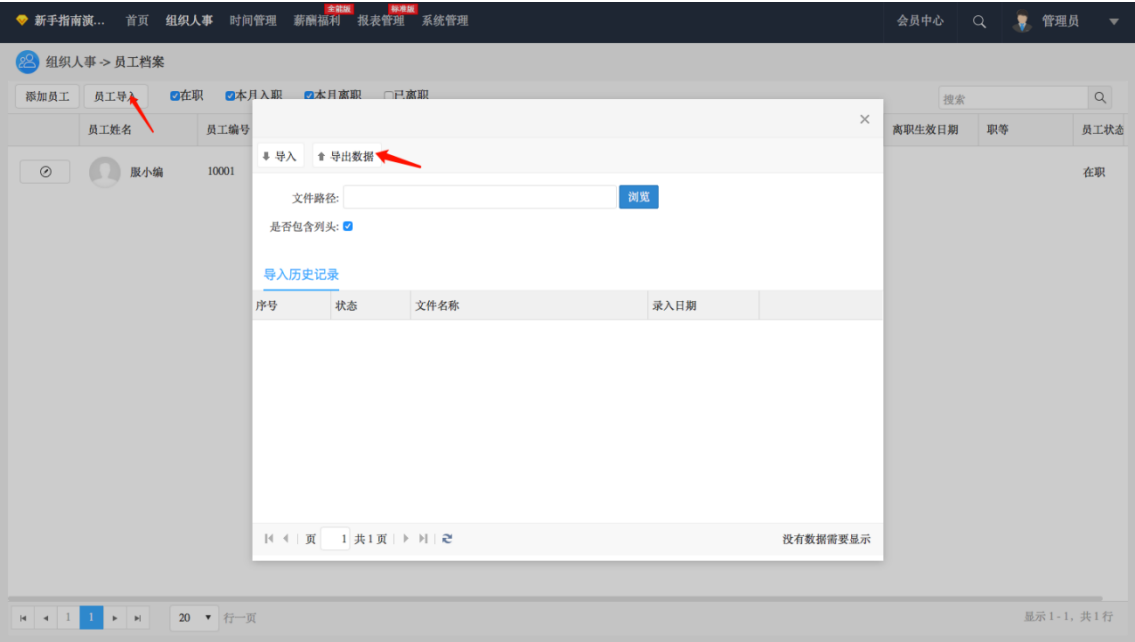 新手指南演... 首页 组织人事 时间管理 薪酬福利 全能版 报表管理 标准版 系统管理 会员中心 管理员
组织人事 -> 员工档案
添加员工 员工导入 在职 本月入职 本月离职 已离职 搜索
员工姓名 员工编号 离职生效日期 职等 员工状态
服小编 10001 在职
导入 导出数据
文件路径: 浏览
是否包含列头:
导入历史记录
序号 状态 文件名称 录入日期
页 1 共1页 没有数据需要显示
1 1 20 行一页 显示 1 - 1，共 1 行